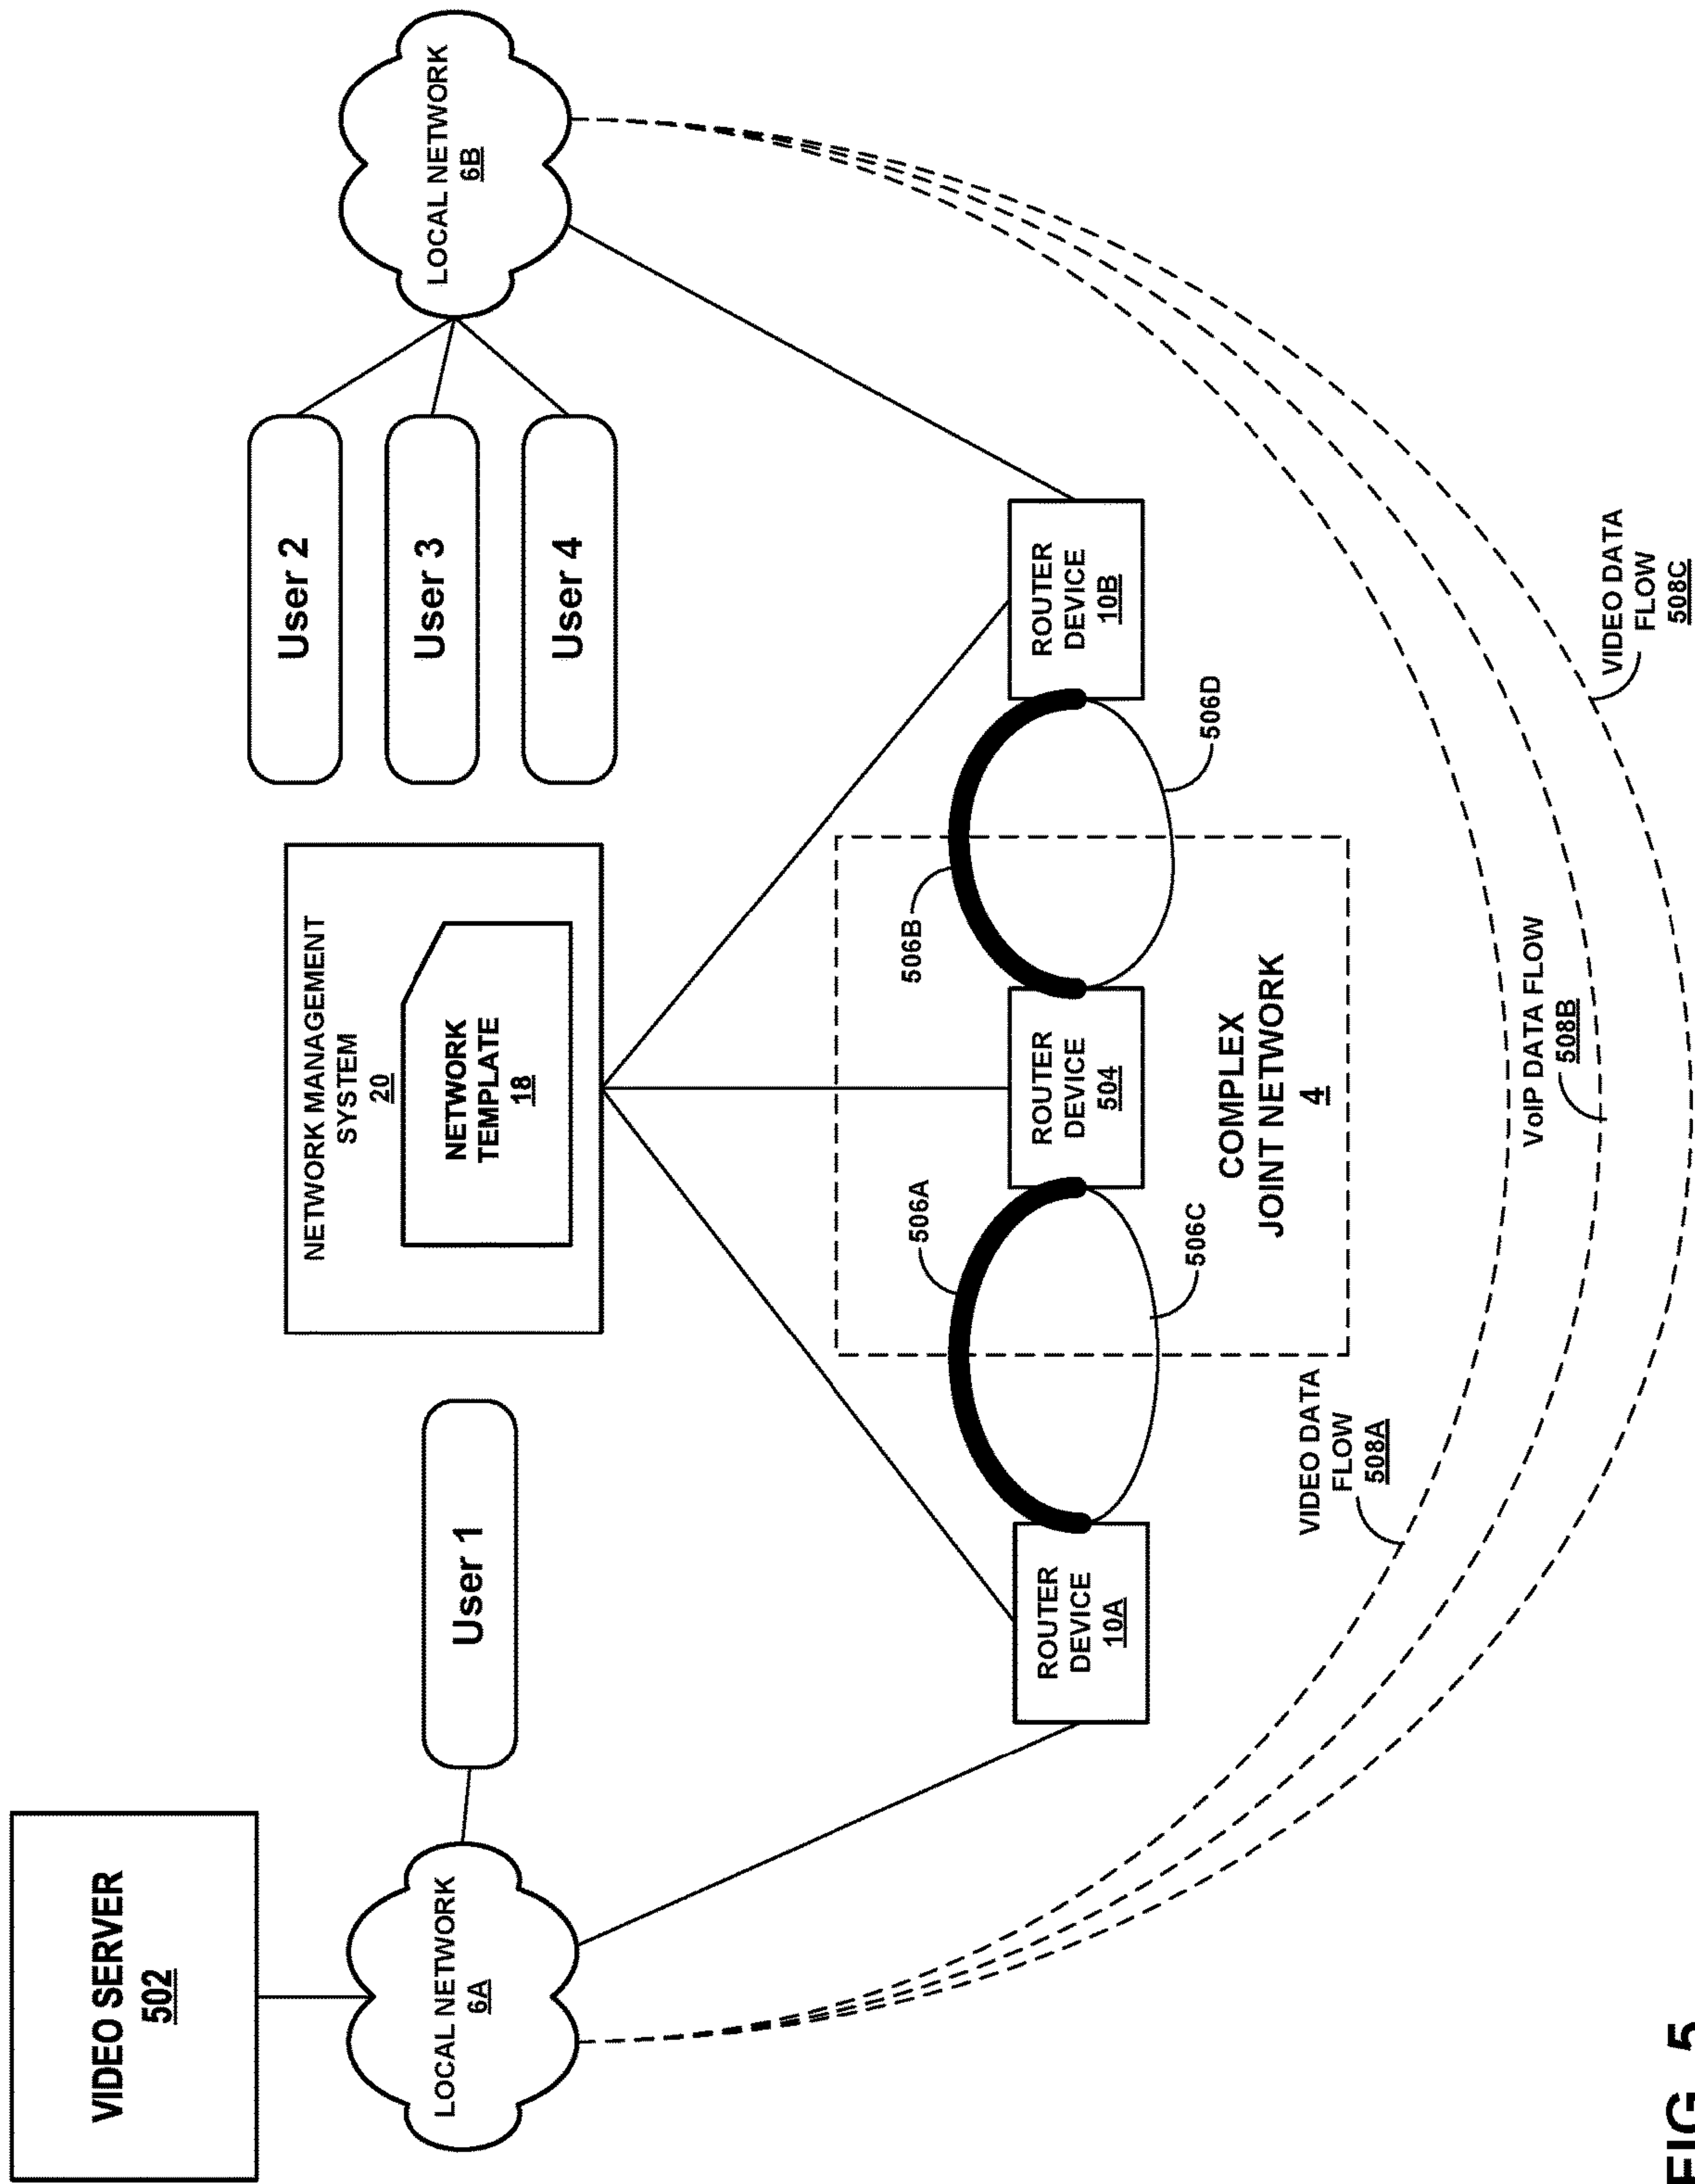 VIDEO SERVER
502
LOCAL NETWORK
6A
User 1
NETWORK MANAGEMENT
SYSTEM
20
NETWORK
TEMPLATE
18
User 2
User 3
User 4
LOCAL NETWORK
6B
ROUTER
DEVICE
10A
506A
506C
ROUTER
DEVICE
504
506B
506D
ROUTER
DEVICE
10B
COMPLEX
JOINT NETWORK
4
VIDEO DATA
FLOW
508A
VoIP DATA FLOW
508B
VIDEO DATA
FLOW
508C
FIG. 5